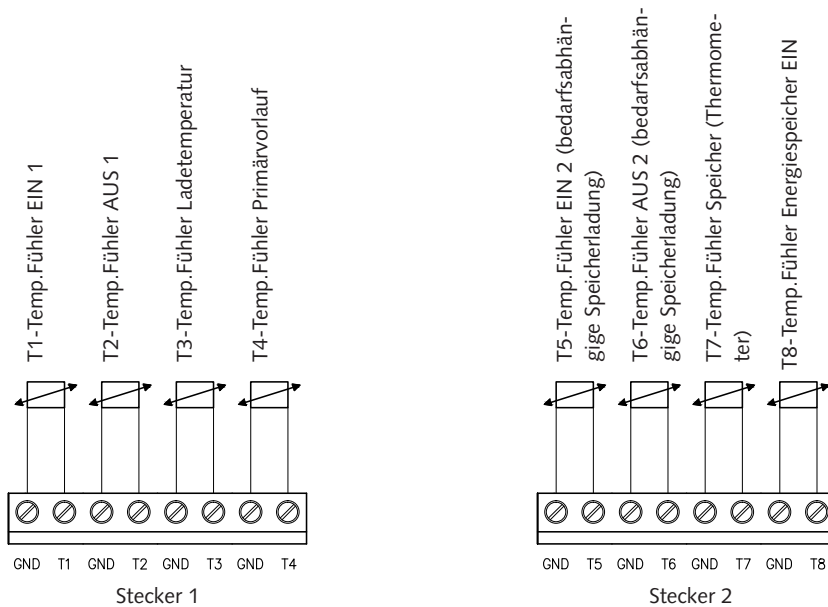 T1-Temp.Fühler EIN 1
T2-Temp.Fühler AUS 1
T3-Temp.Fühler Ladetemperatur
T4-Temp.Fühler Primärvorlauf
GND T1 GND T2 GND T3 GND T4
Stecker 1
T5-Temp.Fühler EIN 2 (bedarfsabhän-
gige Speicherladung)
T6-Temp.Fühler AUS 2 (bedarfsabhän-
gige Speicherladung)
T7-Temp.Fühler Speicher (Thermome-
ter)
T8-Temp.Fühler Energiespeicher EIN
GND T5 GND T6 GND T7 GND T8
Stecker 2